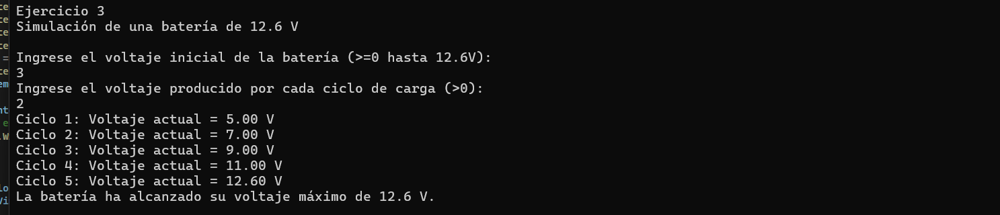 Ejercicio 3
Simulación de una batería de 12.6 V
Ingrese el voltaje inicial de la batería (>=0 hasta 12.6V):
3
Ingrese el voltaje producido por cada ciclo de carga (>0):
2
Ciclo 1: Voltaje actual = 5.00 V
Ciclo 2: Voltaje actual = 7.00 V
Ciclo 3: Voltaje actual = 9.00 V
Ciclo 4: Voltaje actual = 11.00 V
Ciclo 5: Voltaje actual = 12.60 V
La batería ha alcanzado su voltaje máximo de 12.6 V.